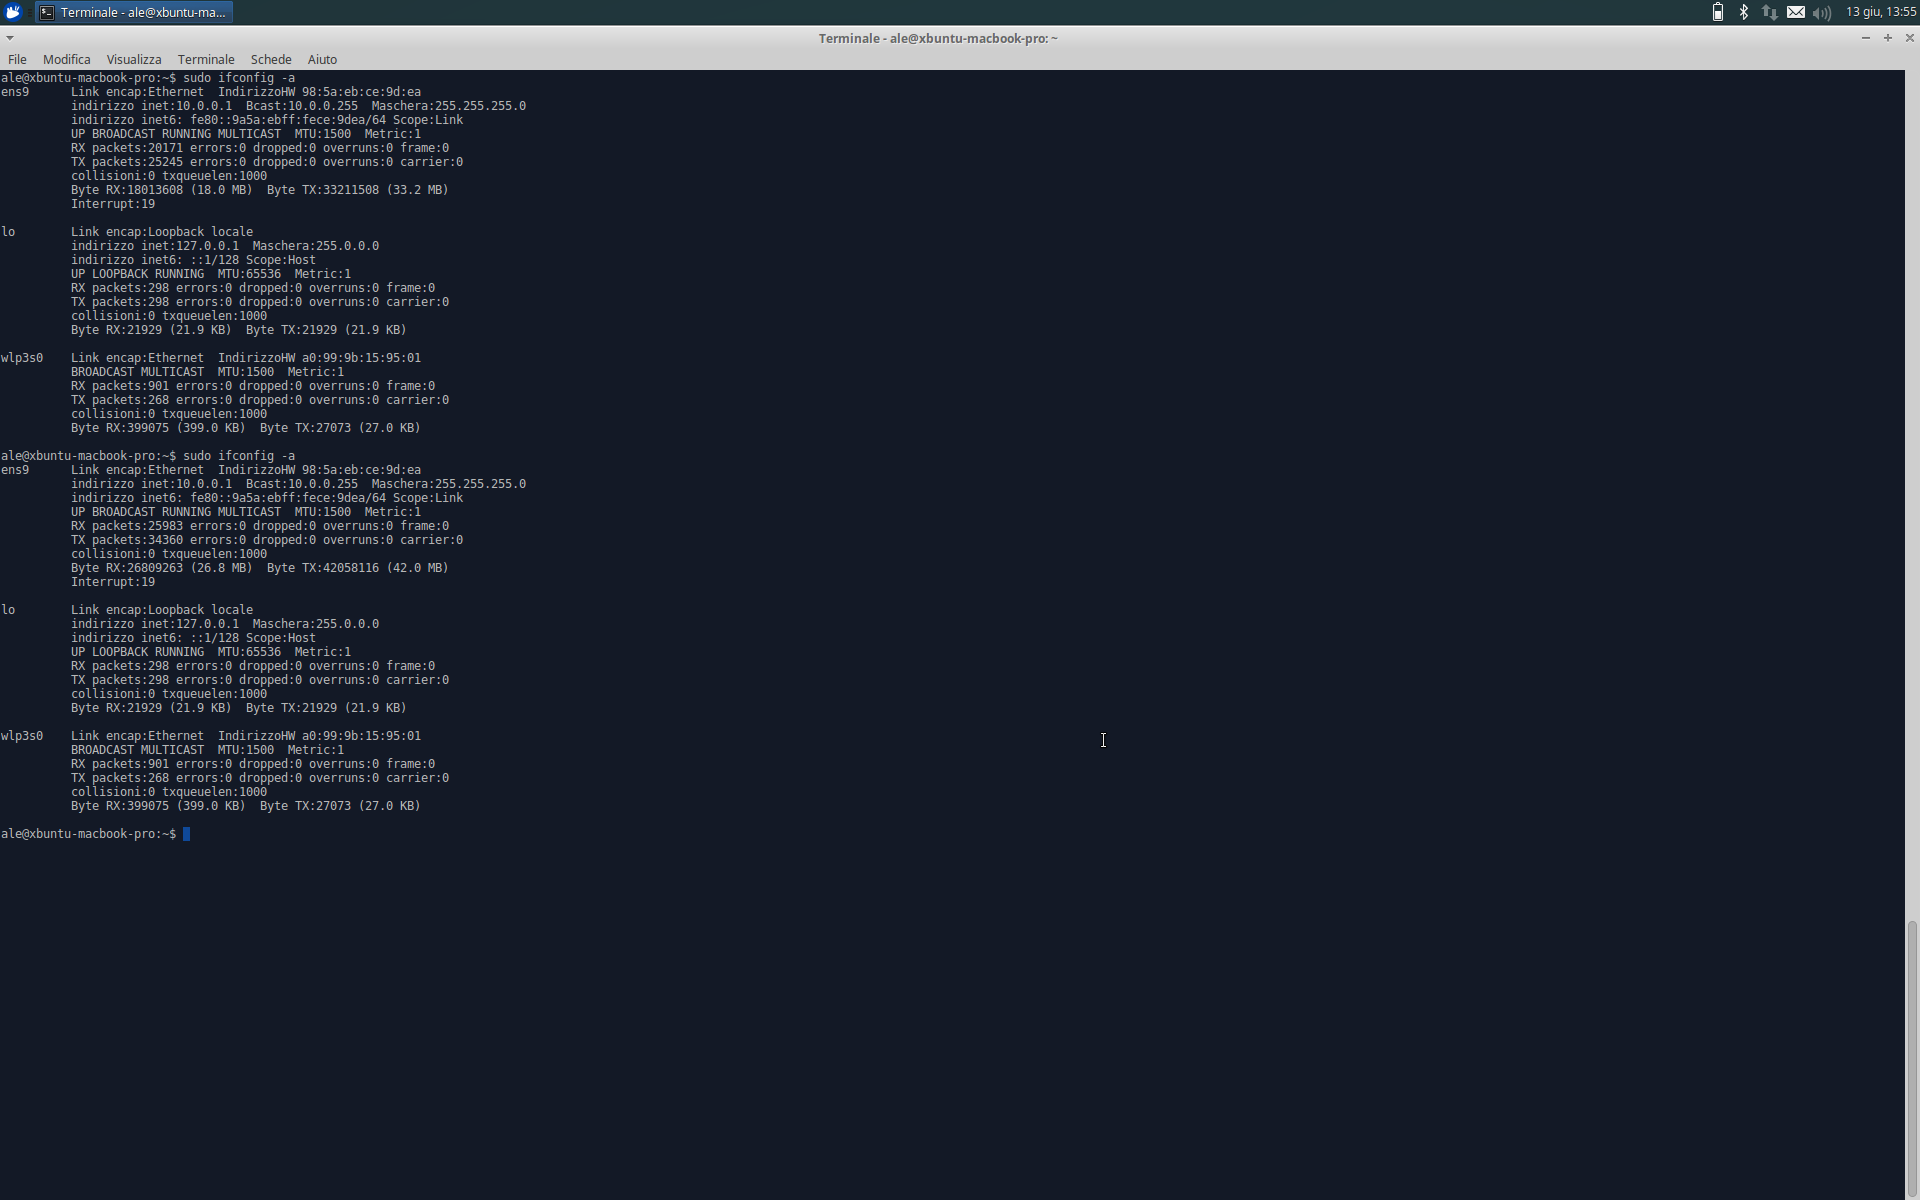 Terminale - ale@xbuntu-ma...
13 giu, 13:55
Terminale - ale@xbuntu-macbook-pro: ~
File Modifica Visualizza Terminale Schede Aiuto
ale@xbuntu-macbook-pro:~$ sudo ifconfig -a
ens9 Link encap:Ethernet IndirizzoHW 98:5a:eb:ce:9d:ea
indirizzo inet:10.0.0.1 Bcast:10.0.0.255 Maschera:255.255.255.0
indirizzo inet6: fe80::9a5a:ebff:fece:9dea/64 Scope:Link
UP BROADCAST RUNNING MULTICAST MTU:1500 Metric:1
RX packets:20171 errors:0 dropped:0 overruns:0 frame:0
TX packets:25245 errors:0 dropped:0 overruns:0 carrier:0
collisioni:0 txqueuelen:1000
Byte RX:18013608 (18.0 MB) Byte TX:33211508 (33.2 MB)
Interrupt:19
lo Link encap:Loopback locale
indirizzo inet:127.0.0.1 Maschera:255.0.0.0
indirizzo inet6: ::1/128 Scope:Host
UP LOOPBACK RUNNING MTU:65536 Metric:1
RX packets:298 errors:0 dropped:0 overruns:0 frame:0
TX packets:298 errors:0 dropped:0 overruns:0 carrier:0
collisioni:0 txqueuelen:1000
Byte RX:21929 (21.9 KB) Byte TX:21929 (21.9 KB)
wlp3s0 Link encap:Ethernet IndirizzoHW a0:99:9b:15:95:01
BROADCAST MULTICAST MTU:1500 Metric:1
RX packets:901 errors:0 dropped:0 overruns:0 frame:0
TX packets:268 errors:0 dropped:0 overruns:0 carrier:0
collisioni:0 txqueuelen:1000
Byte RX:399075 (399.0 KB) Byte TX:27073 (27.0 KB)
ale@xbuntu-macbook-pro:~$ sudo ifconfig -a
ens9 Link encap:Ethernet IndirizzoHW 98:5a:eb:ce:9d:ea
indirizzo inet:10.0.0.1 Bcast:10.0.0.255 Maschera:255.255.255.0
indirizzo inet6: fe80::9a5a:ebff:fece:9dea/64 Scope:Link
UP BROADCAST RUNNING MULTICAST MTU:1500 Metric:1
RX packets:25983 errors:0 dropped:0 overruns:0 frame:0
TX packets:34360 errors:0 dropped:0 overruns:0 carrier:0
collisioni:0 txqueuelen:1000
Byte RX:26809263 (26.8 MB) Byte TX:42058116 (42.0 MB)
Interrupt:19
lo Link encap:Loopback locale
indirizzo inet:127.0.0.1 Maschera:255.0.0.0
indirizzo inet6: ::1/128 Scope:Host
UP LOOPBACK RUNNING MTU:65536 Metric:1
RX packets:298 errors:0 dropped:0 overruns:0 frame:0
TX packets:298 errors:0 dropped:0 overruns:0 carrier:0
collisioni:0 txqueuelen:1000
Byte RX:21929 (21.9 KB) Byte TX:21929 (21.9 KB)
wlp3s0 Link encap:Ethernet IndirizzoHW a0:99:9b:15:95:01
BROADCAST MULTICAST MTU:1500 Metric:1
RX packets:901 errors:0 dropped:0 overruns:0 frame:0
TX packets:268 errors:0 dropped:0 overruns:0 carrier:0
collisioni:0 txqueuelen:1000
Byte RX:399075 (399.0 KB) Byte TX:27073 (27.0 KB)
ale@xbuntu-macbook-pro:~$